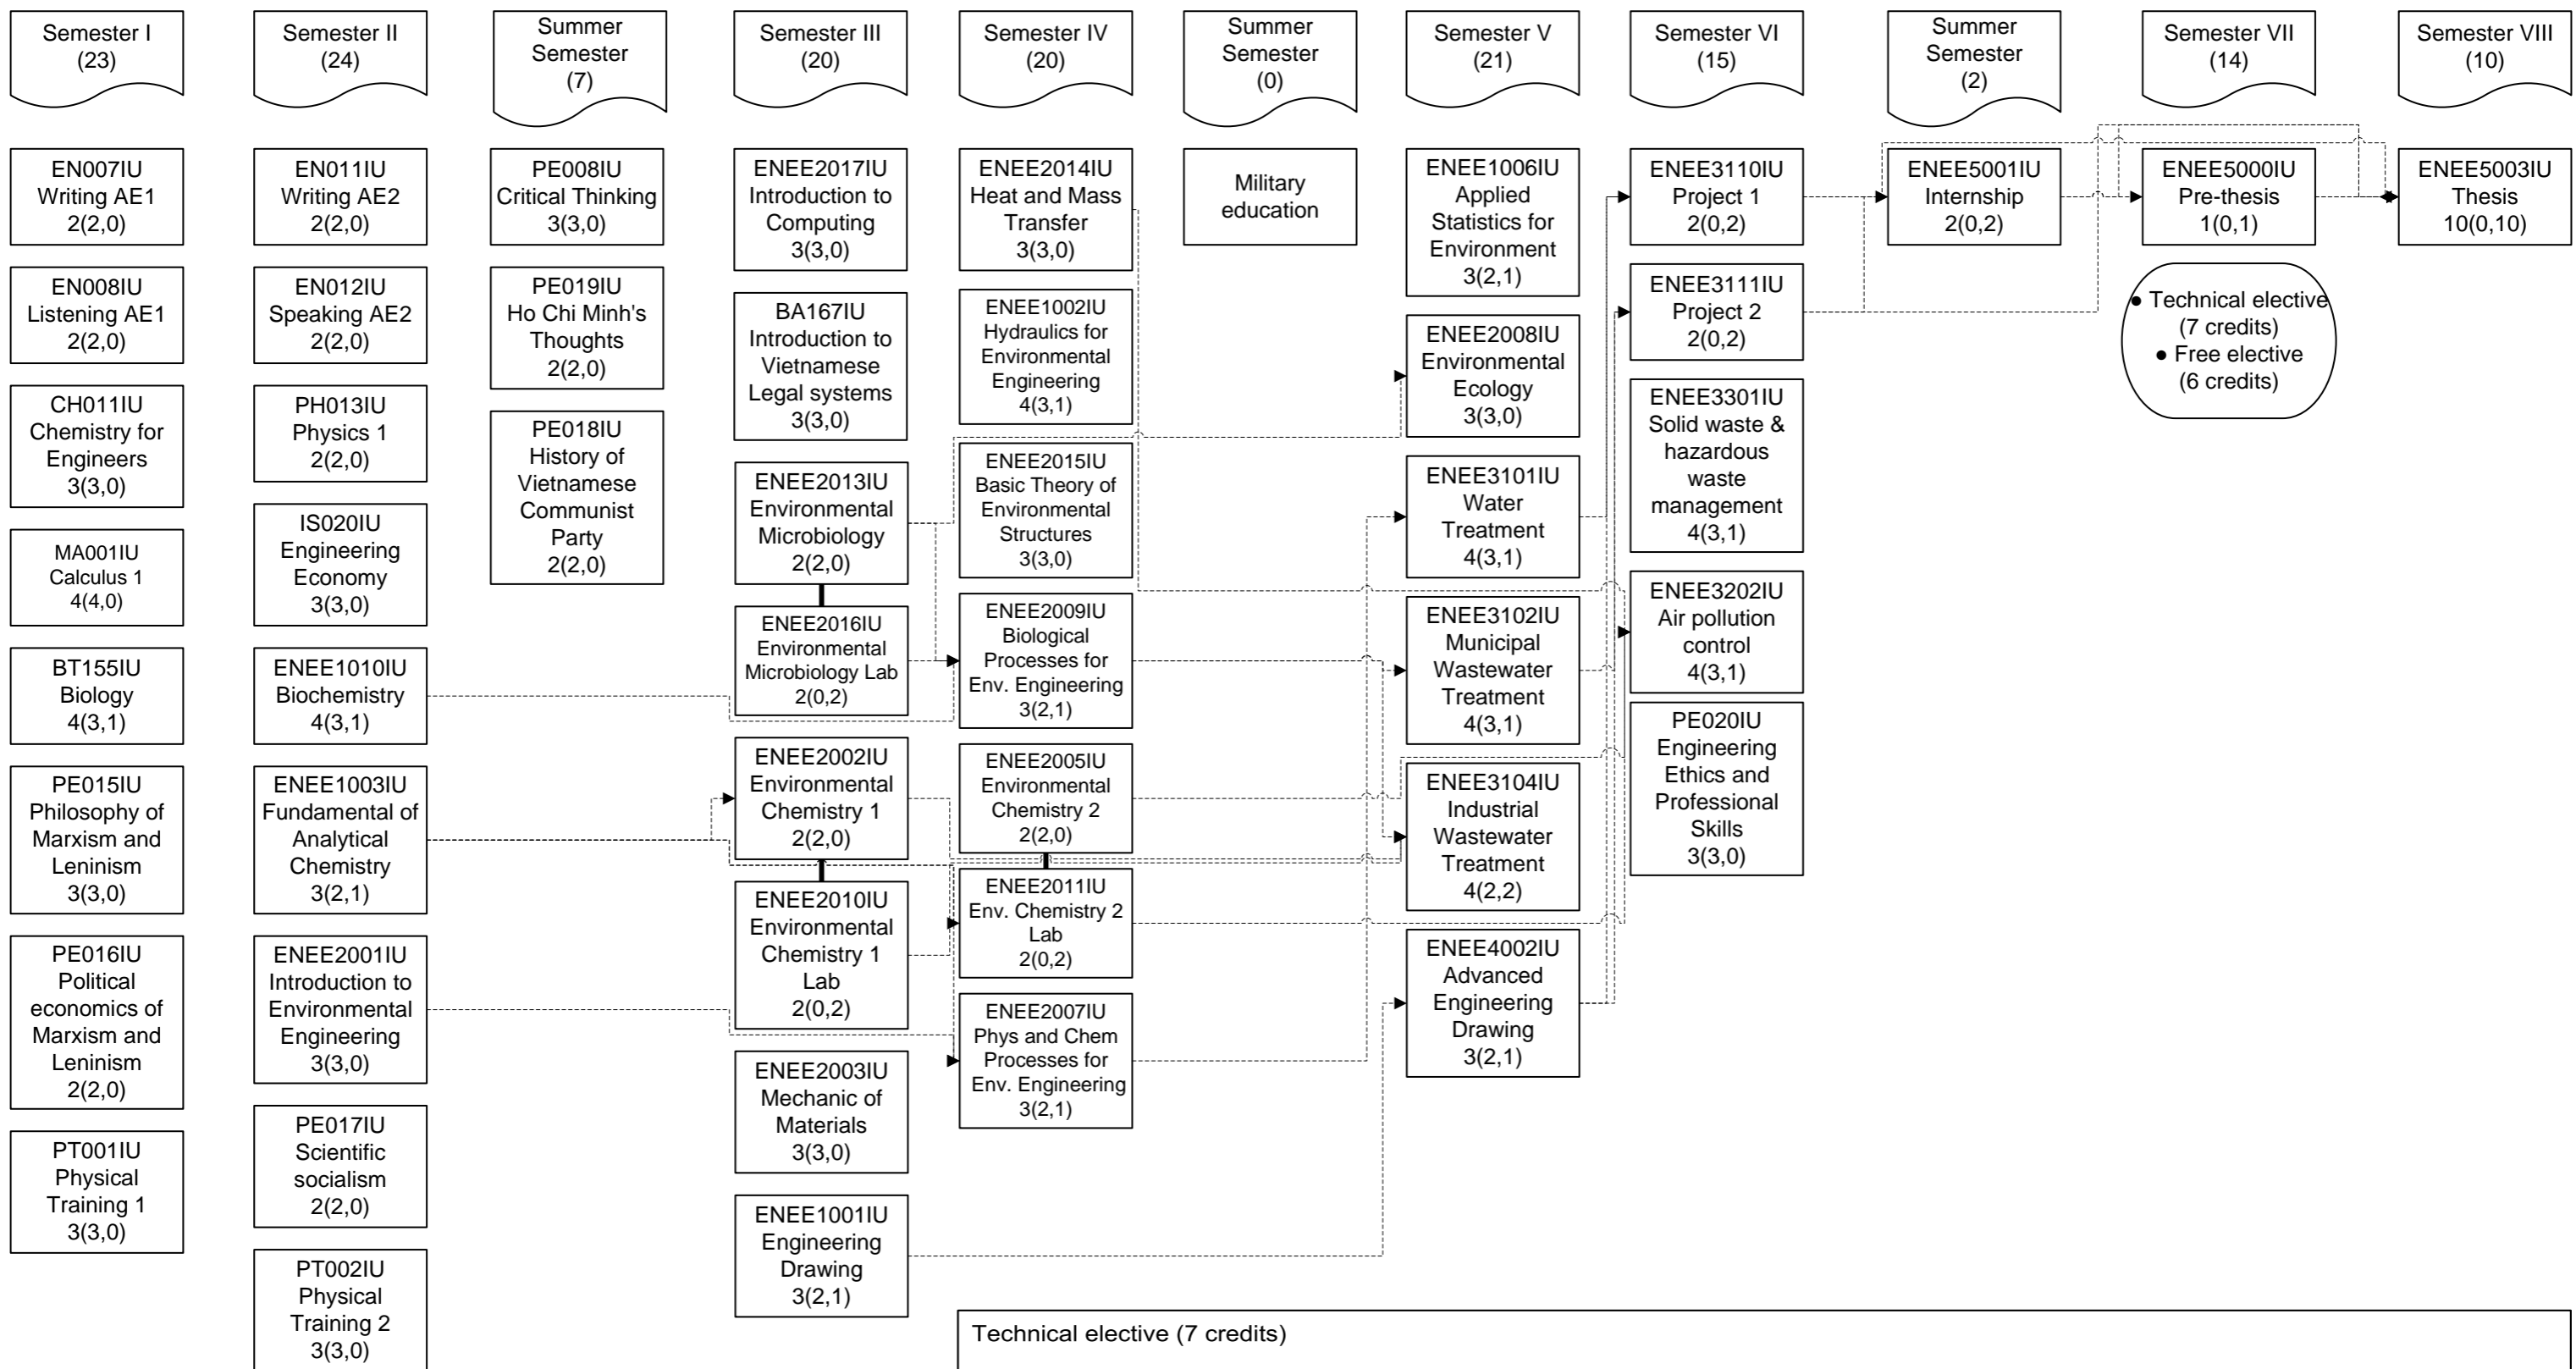 Semester I
(23)
Semester II
(24)
Summer
Semester
(7)
Semester III
(20)
Semester IV
(20)
Summer
Semester
(0)
Semester V
(21)
Semester VI
(15)
Summer
Semester
(2)
Semester VII
(14)
Semester VIII
(10)
EN007IU
Writing AE1
2(2,0)
EN008IU
Listening AE1
2(2,0)
CH011IU
Chemistry for
Engineers
3(3,0)
MA001IU
Calculus 1
4(4,0)
BT155IU
Biology
4(3,1)
PE015IU
Philosophy of
Marxism and
Leninism
3(3,0)
PE016IU
Political
economics of
Marxism and
Leninism
2(2,0)
PT001IU
Physical
Training 1
3(3,0)
EN011IU
Writing AE2
2(2,0)
EN012IU
Speaking AE2
2(2,0)
PH013IU
Physics 1
2(2,0)
IS020IU
Engineering
Economy
3(3,0)
ENEE1010IU
Biochemistry
4(3,1)
ENEE1003IU
Fundamental of
Analytical
Chemistry
3(2,1)
ENEE2001IU
Introduction to
Environmental
Engineering
3(3,0)
PE017IU
Scientific
socialism
2(2,0)
PT002IU
Physical
Training 2
3(3,0)
PE008IU
Critical Thinking
3(3,0)
PE019IU
Ho Chi Minh's
Thoughts
2(2,0)
PE018IU
History of
Vietnamese
Communist
Party
2(2,0)
ENEE2017IU
Introduction to
Computing
3(3,0)
BA167IU
Introduction to
Vietnamese
Legal systems
3(3,0)
ENEE2013IU
Environmental
Microbiology
2(2,0)
ENEE2016IU
Environmental
Microbiology Lab
2(0,2)
ENEE2002IU
Environmental
Chemistry 1
2(2,0)
ENEE2010IU
Environmental
Chemistry 1
Lab
2(0,2)
ENEE2003IU
Mechanic of
Materials
3(3,0)
ENEE1001IU
Engineering
Drawing
3(2,1)
ENEE2014IU
Heat and Mass
Transfer
3(3,0)
ENEE1002IU
Hydraulics for
Environmental
Engineering
4(3,1)
ENEE2015IU
Basic Theory of
Environmental
Structures
3(3,0)
ENEE2009IU
Biological
Processes for
Env. Engineering
3(2,1)
ENEE2005IU
Environmental
Chemistry 2
2(2,0)
ENEE2011IU
Env. Chemistry 2
Lab
2(0,2)
ENEE2007IU
Phys and Chem
Processes for
Env. Engineering
3(2,1)
Military
education
ENEE1006IU
Applied
Statistics for
Environment
3(2,1)
ENEE2008IU
Environmental
Ecology
3(3,0)
ENEE3101IU
Water
Treatment
4(3,1)
ENEE3102IU
Municipal
Wastewater
Treatment
4(3,1)
ENEE3104IU
Industrial
Wastewater
Treatment
4(2,2)
ENEE4002IU
Advanced
Engineering
Drawing
3(2,1)
ENEE3110IU
Project 1
2(0,2)
ENEE3111IU
Project 2
2(0,2)
ENEE3301IU
Solid waste &
hazardous
waste
management
4(3,1)
ENEE3202IU
Air pollution
control
4(3,1)
PE020IU
Engineering
Ethics and
Professional
Skills
3(3,0)
ENEE5001IU
Internship
2(0,2)
ENEE5000IU
Pre-thesis
1(0,1)
● Technical elective
(7 credits)
● Free elective
(6 credits)
ENEE5003IU
Thesis
10(0,10)
Technical elective (7 credits)